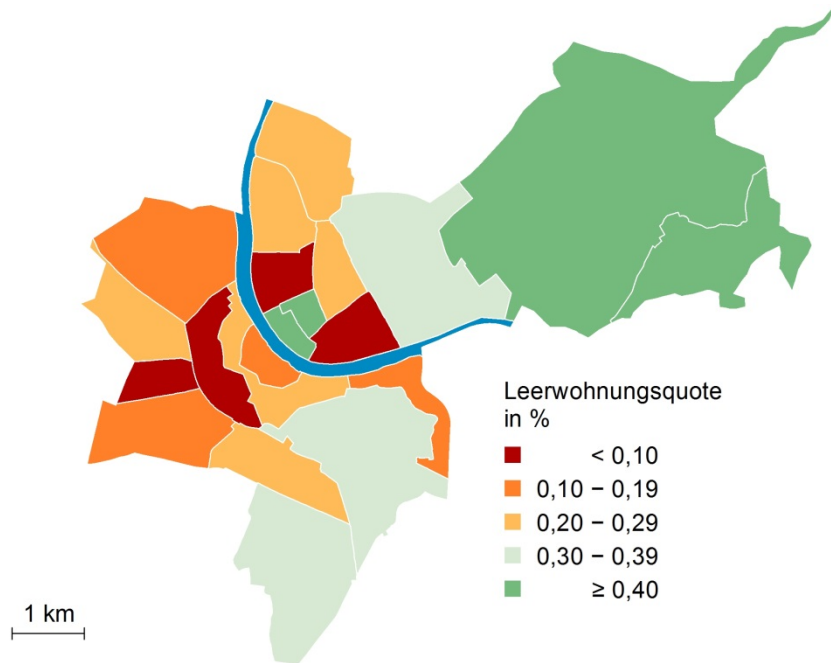 Leerwohnungsquote
in %
< 0,10
0,10 – 0,19
0,20 – 0,29
0,30 – 0,39
≥ 0,40
1 km